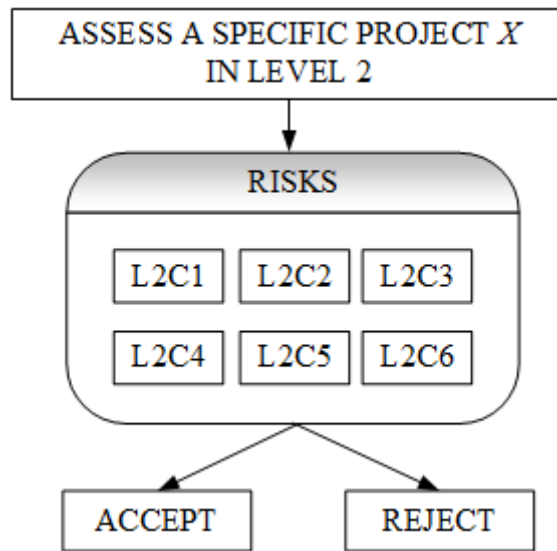 ASSESS A SPECIFIC PROJECT X
IN LEVEL 2
RISKS
L2C1 L2C2 L2C3
L2C4 L2C5 L2C6
ACCEPT REJECT